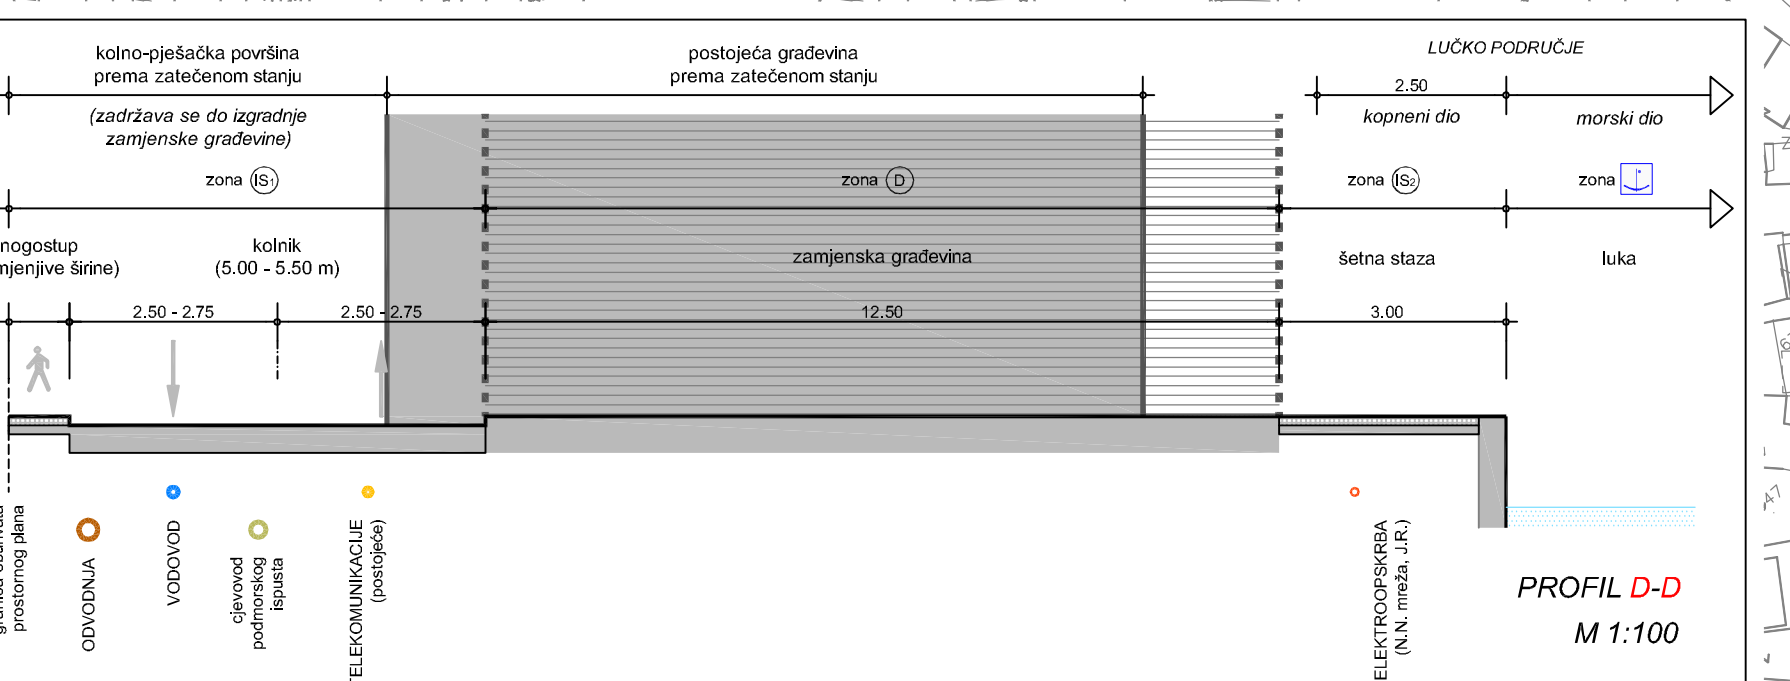 kolno-pješačka površina
prema zatečenom stanju
(zadržava se do izgradnje
zamjenske građevine)
postojeća građevina
prema zatečenom stanju
LUČKO PODRUČJE
2.50
kopneni dio
morski dio
zona IS1
zona D
zona IS2
zona
nogostup
kolnik
(5.00 - 5.50 m)
zamjenska građevina
šetna staza
luka
2.50 - 2.75
2.50 - 2.75
12.50
3.00
prostornog plana
ODVODNJA
VODOVOD
cjevovod
podmorskog
ispusta
TELEKOMUNIKACIJE
(postojeće)
ELEKTROOPSKRBA
(N.N. mreža, J.R.)
PROFIL D-D
M 1:100